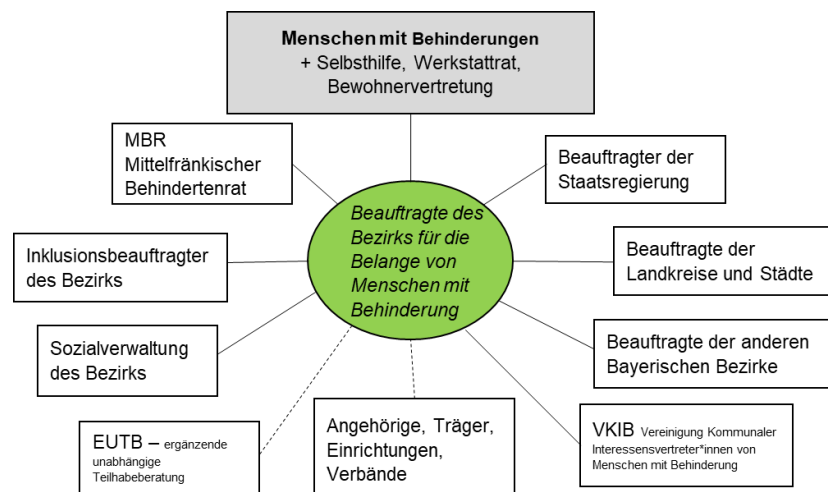 Menschen mit Behinderungen
+ Selbsthilfe, Werkstattrat,
Bewohnervertretung
MBR
Mittelfränkischer
Behindertenrat
Beauftragter der
Staatsregierung
Beauftragte des
Bezirks für die
Belange von
Menschen mit
Behinderung
Inklusionsbeauftragter
des Bezirks
Beauftragte der
Landkreise und Städte
Sozialverwaltung
des Bezirks
Beauftragte der anderen
Bayerischen Bezirke
EUTB – ergänzende
unabhängige
Teilhabeberatung
Angehörige, Träger,
Einrichtungen,
Verbände
VKIB Vereinigung Kommunaler
Interessensvertreter*innen von
Menschen mit Behinderung